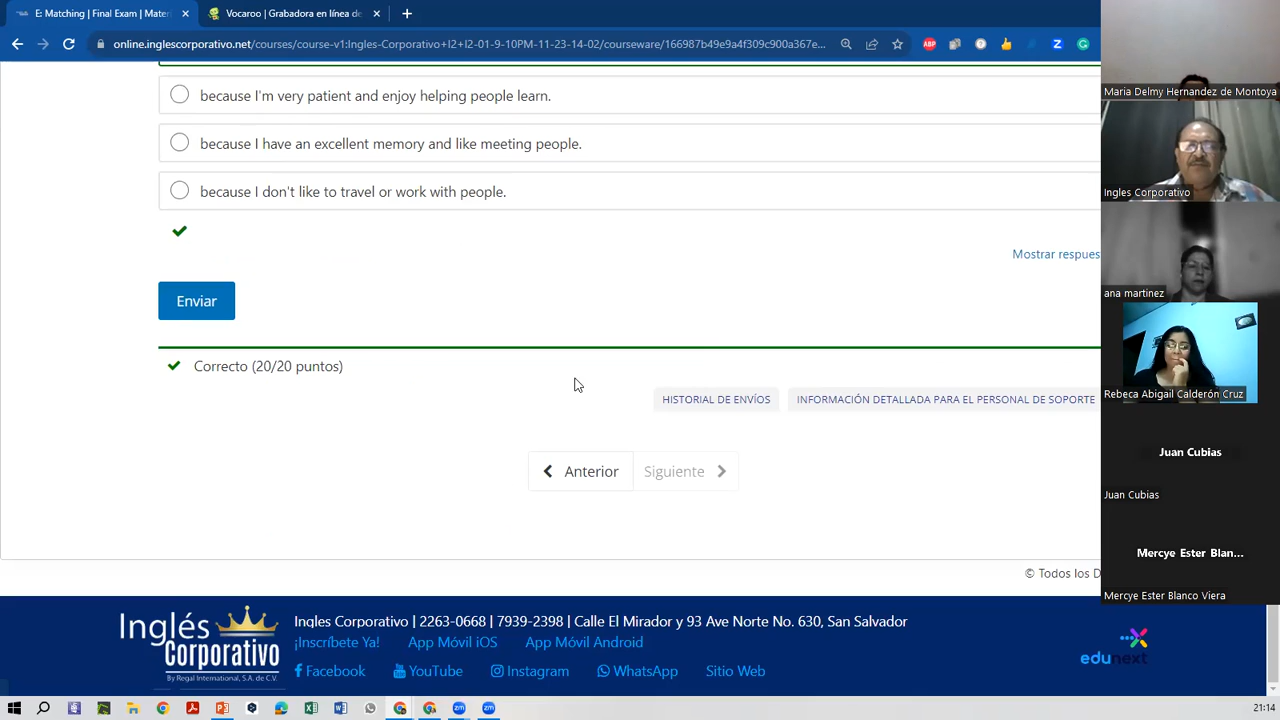 E: Matching | Final Exam | Mater
Vocaroo | Grabadora en línea de
online.inglescorporativo.net/courses/course-v1:Ingles-Corporativo+I2+I2-01-9-10PM-11-23-14-02/courseware/166987b49e9a4f309c900a367e...
ABP
because I'm very patient and enjoy helping people learn.
because I have an excellent memory and like meeting people.
because I don't like to travel or work with people.
Mostrar respues
Enviar
Correcto (20/20 puntos)
HISTORIAL DE ENVÍOS
INFORMACIÓN DETALLADA PARA EL PERSONAL DE SOPORTE
Anterior
Siguiente
© Todos los D
Inglés
Corporativo
By Regal International, S.A. de C.V.
Ingles Corporativo | 2263-0668 | 7939-2398 | Calle El Mirador y 93 Ave Norte No. 630, San Salvador
¡Inscríbete Ya!
App Móvil iOS
App Móvil Android
Facebook
YouTube
Instagram
WhatsApp
Sitio Web
edunext
Maria Delmy Hernandez de Montoya
Ingles Corporativo
ana martinez
Rebeca Abigail Calderón Cruz
Juan Cubias
Juan Cubias
Mercye Ester Blan...
Mercye Ester Blanco Viera
21:14